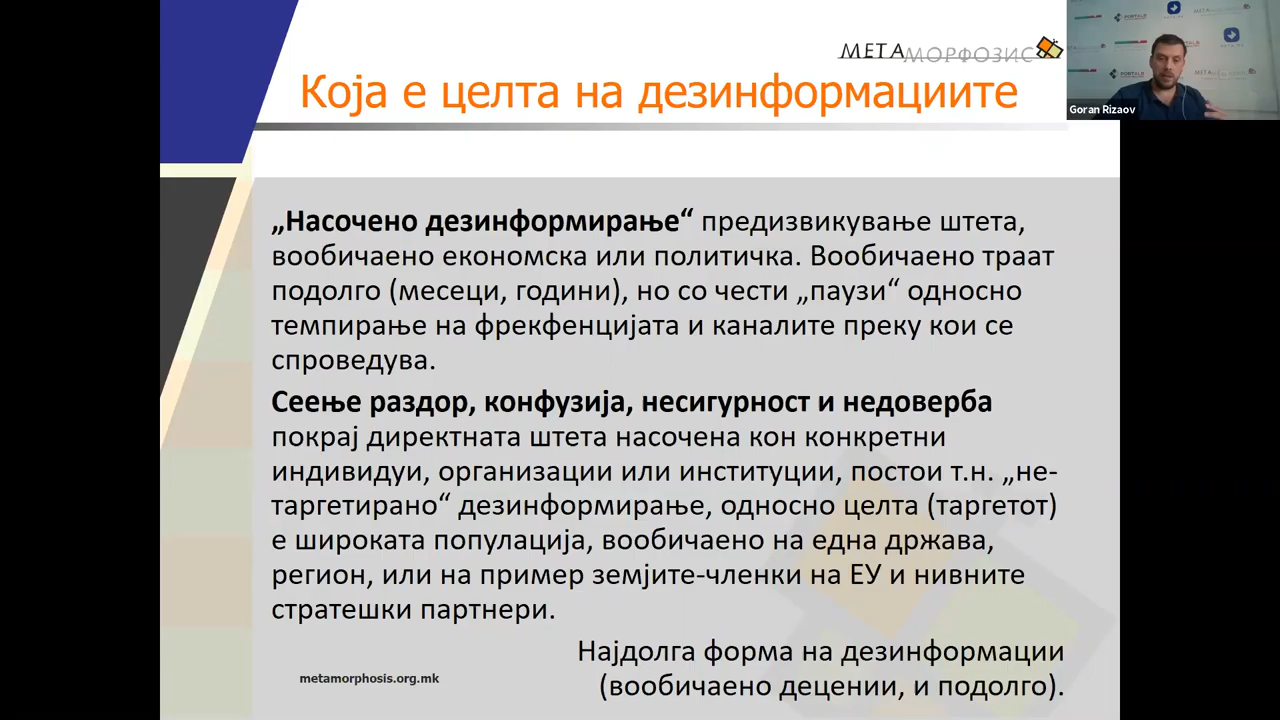 МЕТАМОРФОЗИС
Која е целта на дезинформациите
Goran Rizaov
„Насочено дезинформирање“ предизвикување штета,
вообичаено економска или политичка. Вообичаено траат
подолго (месеци, години), но со чести „паузи“ односно
темпирање на фрекфенцијата и каналите преку кои се
спроведува.
Сеење раздор, конфузија, несигурност и недоверба
покрај директната штета насочена кон конкретни
индивидуи, организации или институции, постои т.н. „не-
таргетирано“ дезинформирање, односно целта (таргетот)
е широката популација, вообичаено на една држава,
регион, или на пример земјите-членки на ЕУ и нивните
стратешки партнери.
Најдолга форма на дезинформации
(вообичаено децении, и подолго).
metamorphosis.org.mk